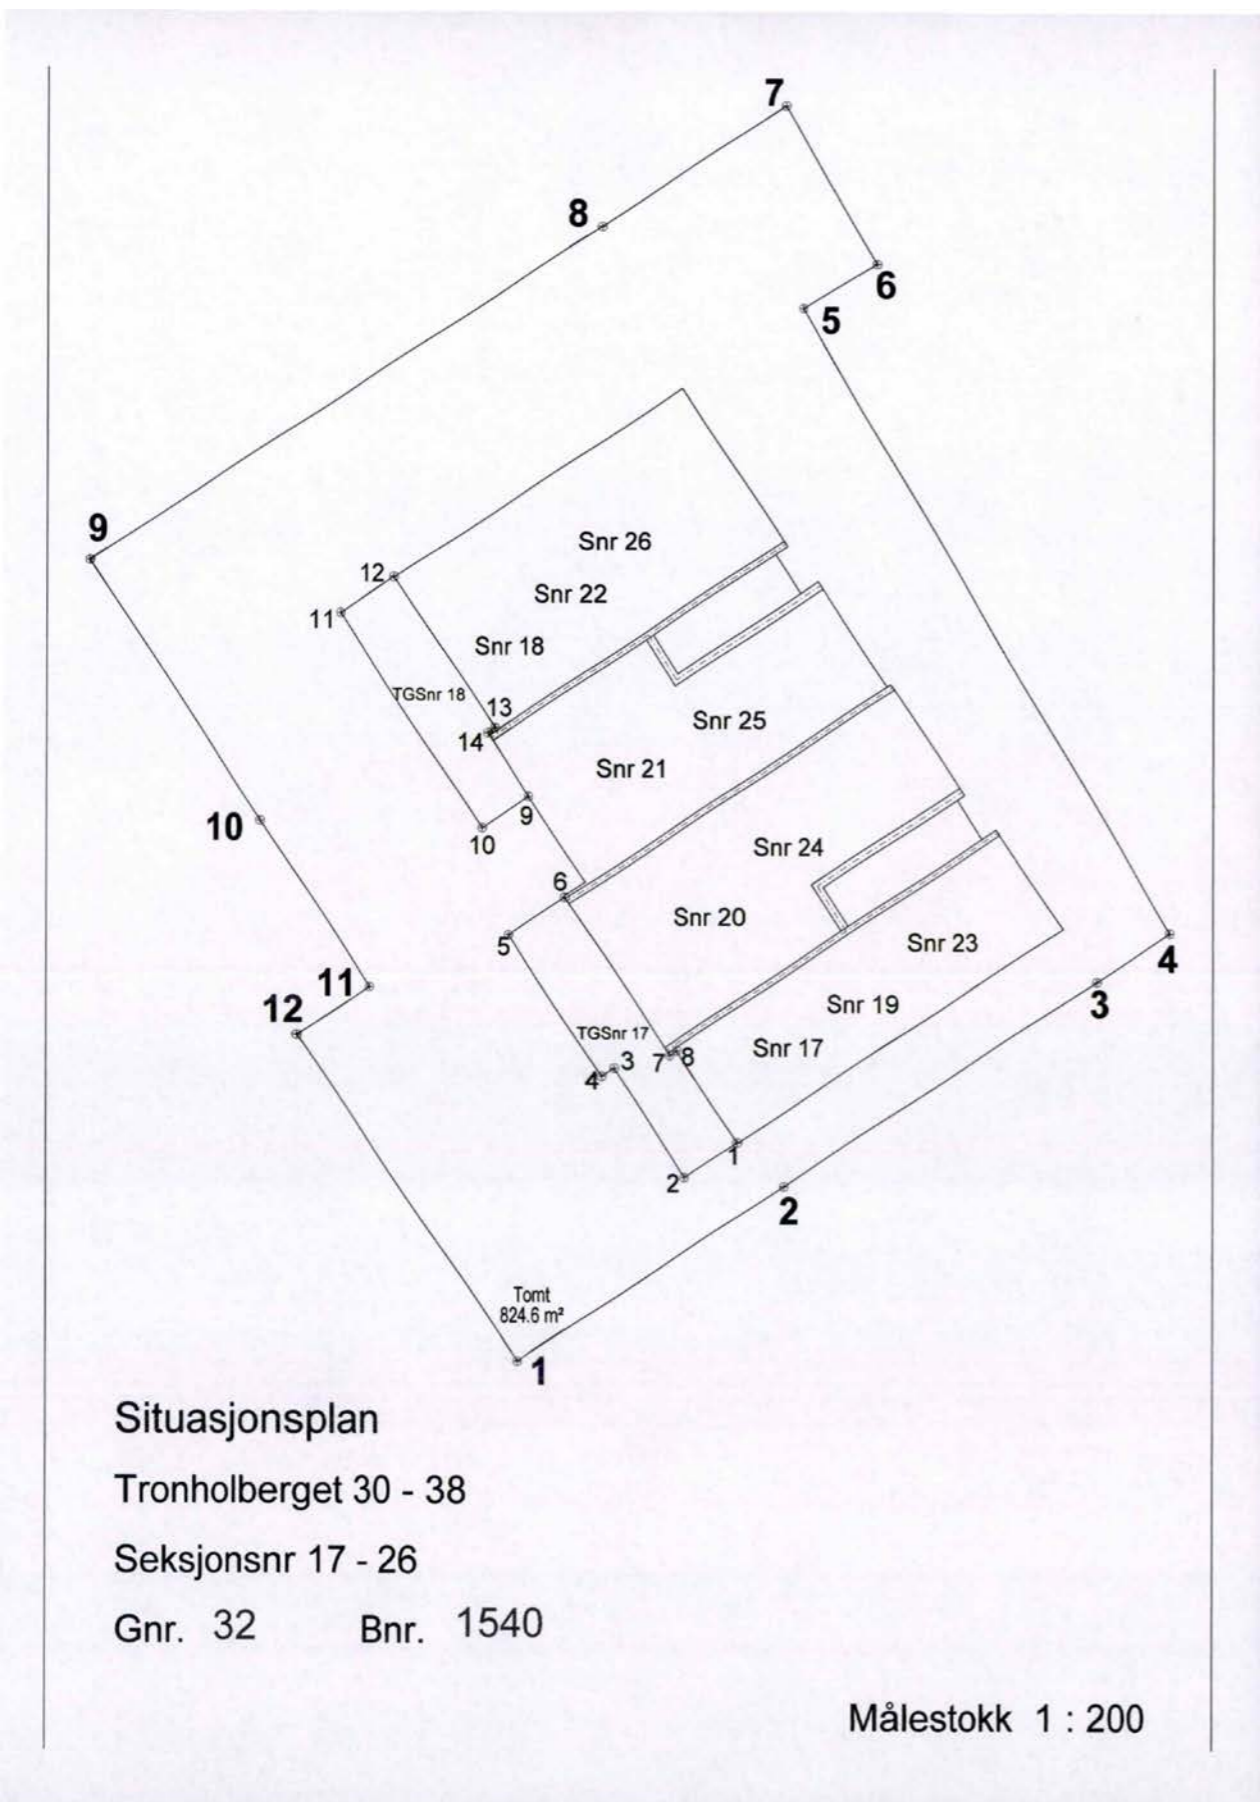 7
8
6
5
9
Snr 26
12
Snr 22
11
Snr 18
TGSnr 18
13
14
Snr 25
Snr 21
9
10
10
Snr 24
6
Snr 20
5
Snr 23
4
11
3
12
Snr 19
TGSnr 17
Snr 17
7
8
3
4
1
2
2
Tomt
824.6 m²
1
Situasjonsplan
Tronholberget 30 - 38
Seksjonsnr 17 - 26
Gnr. 32 Bnr. 1540
Målestokk 1 : 200